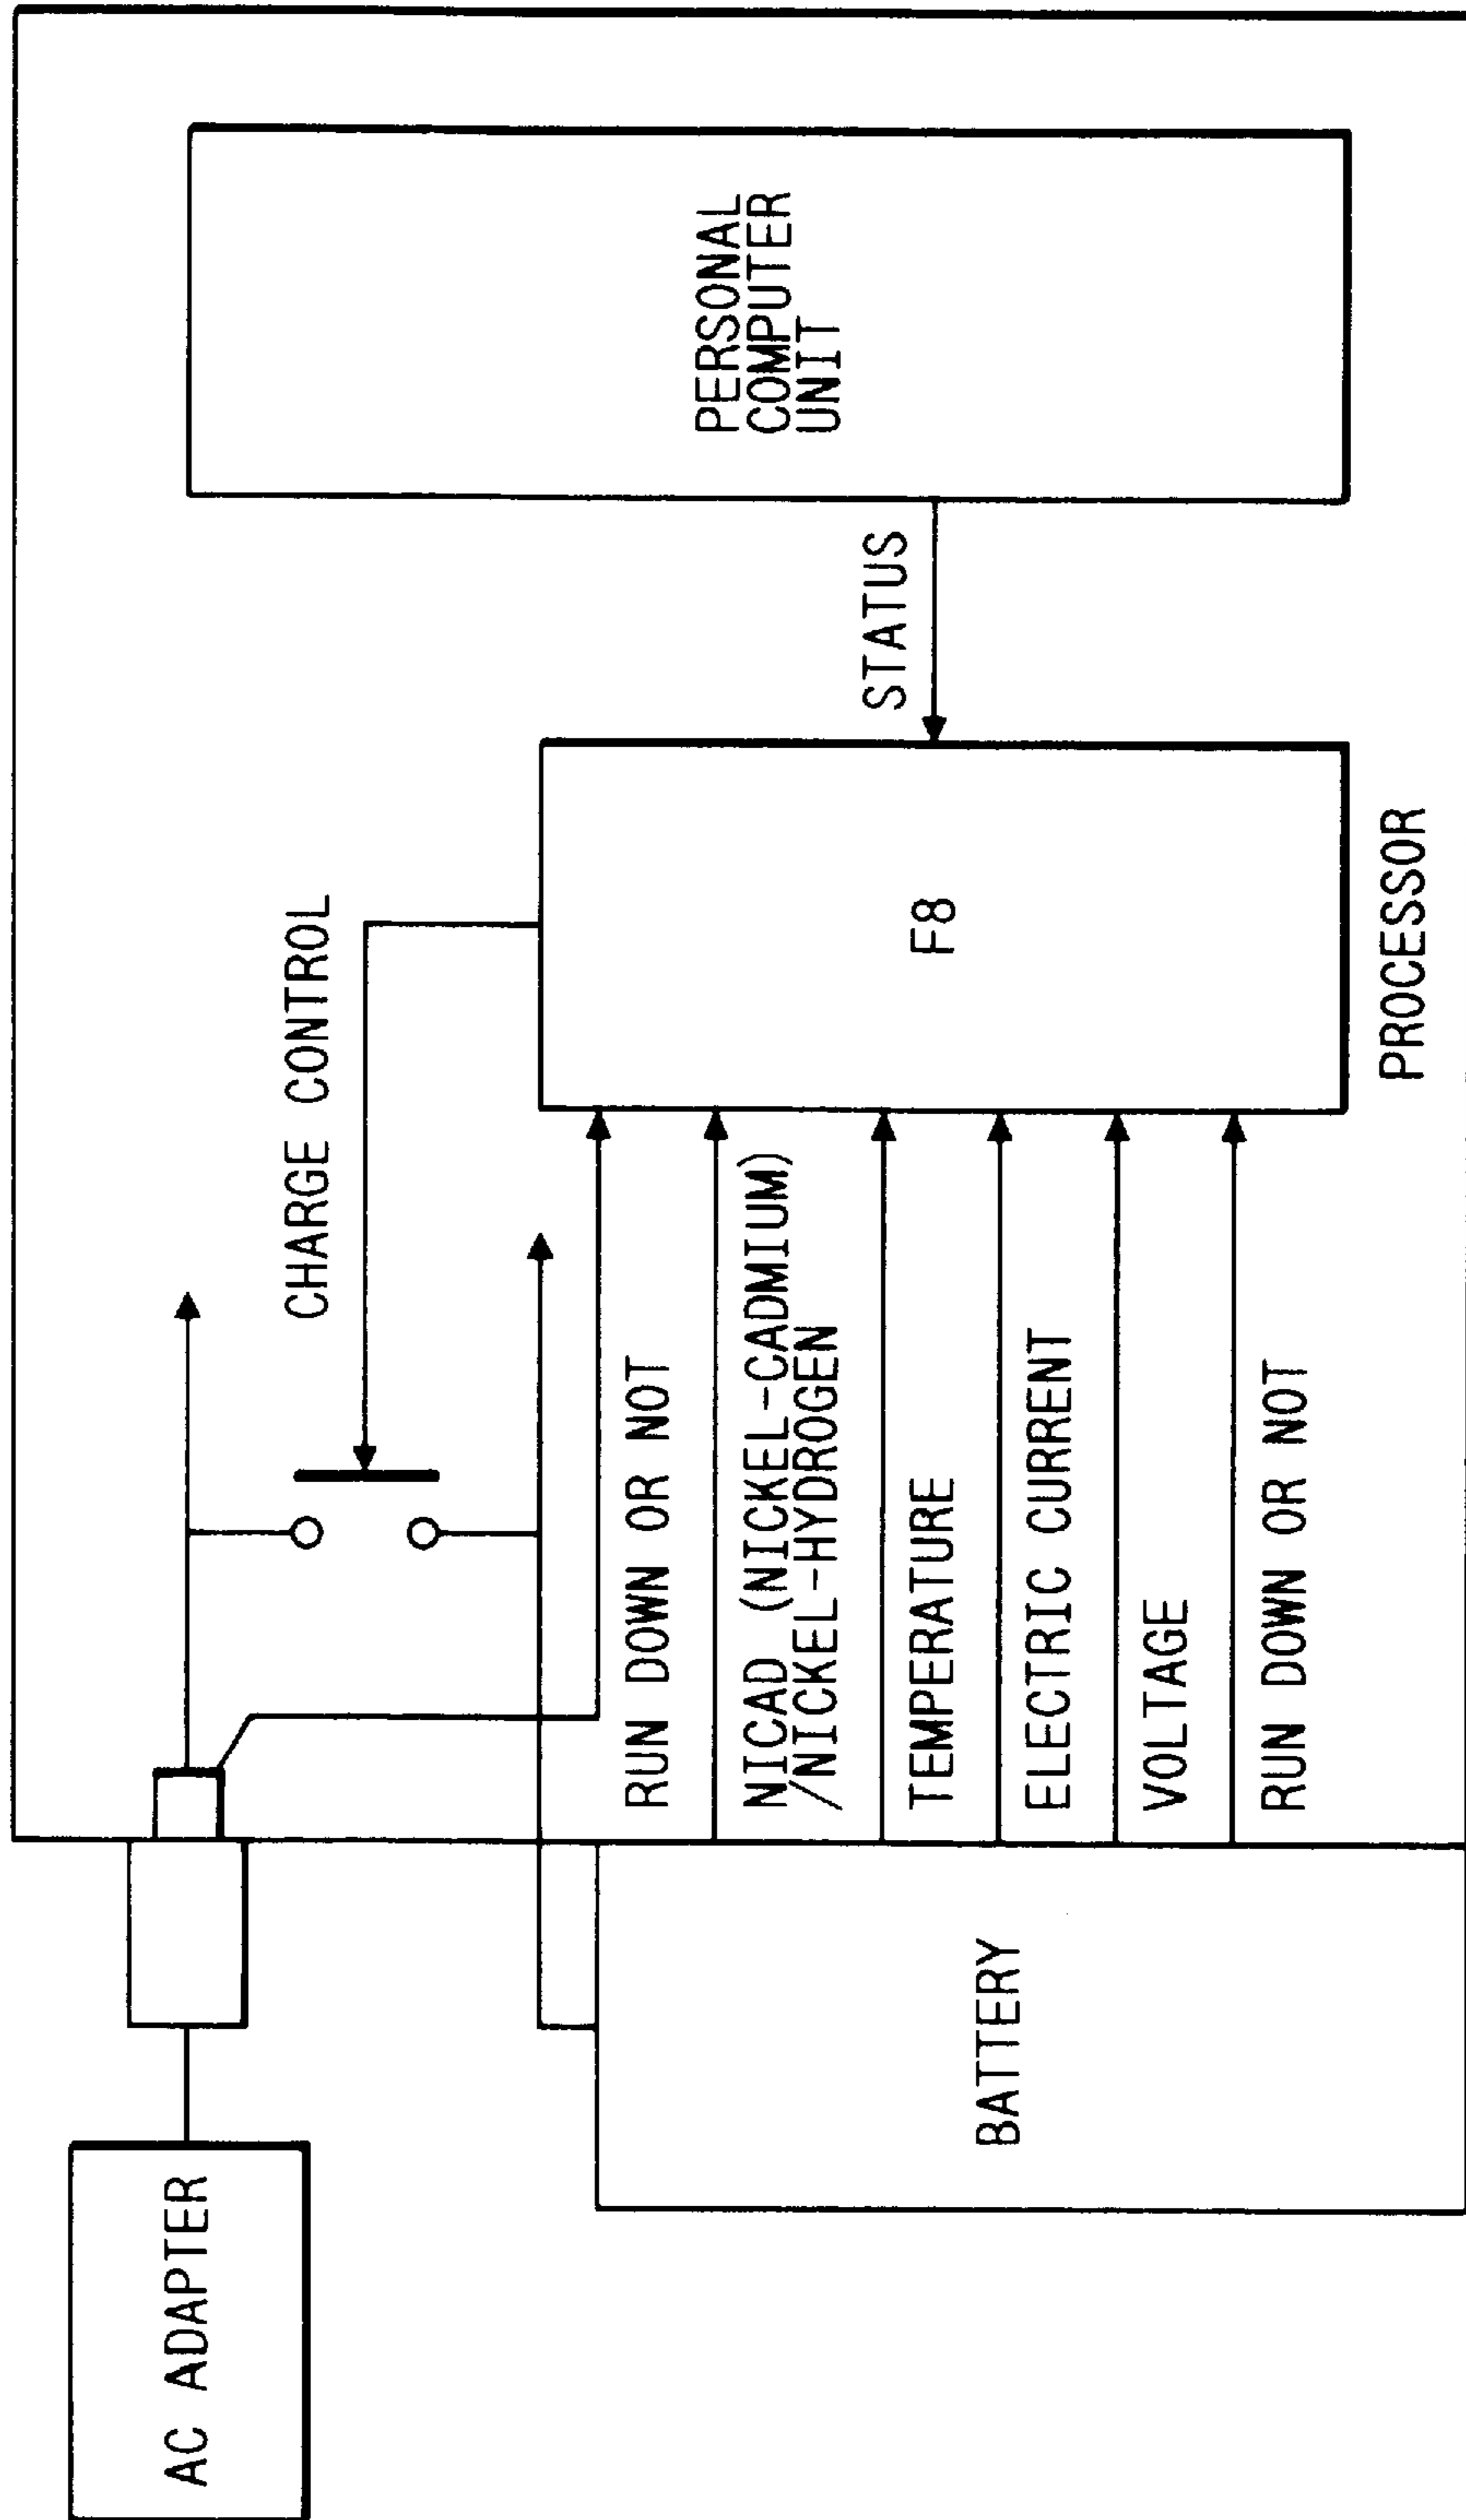 AC ADAPTER
CHARGE CONTROL
RUN DOWN OR NOT
NICAD (NICKEL-CADMIUM)
/NICKEL-HYDROGEN
TEMPERATURE
ELECTRIC CURRENT
VOLTAGE
RUN DOWN OR NOT
BATTERY
F8
PROCESSOR
STATUS
PERSONAL
COMPUTER
UNIT